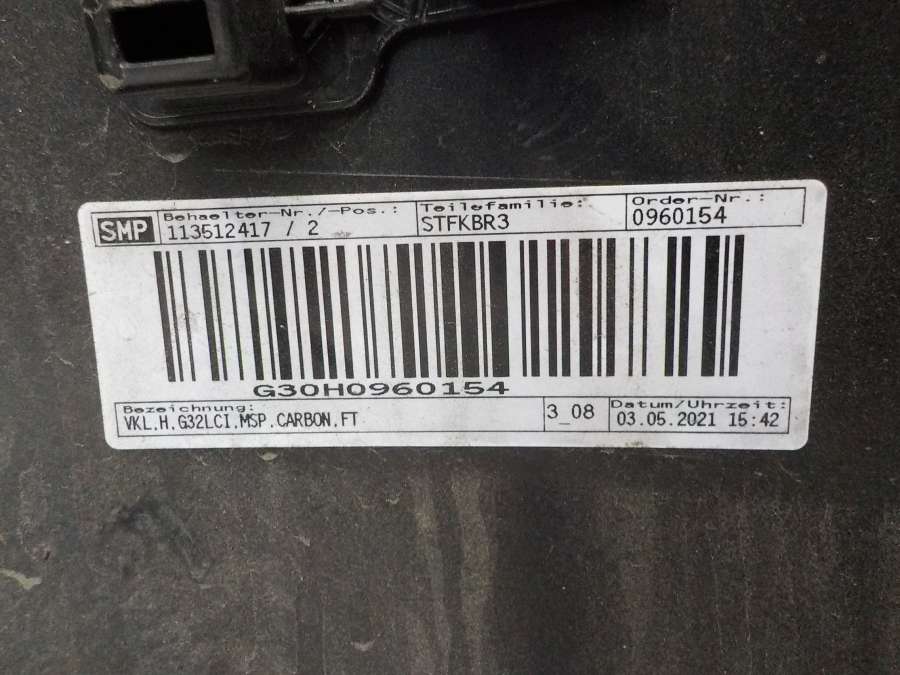 SMP
Behaelter-Nr./-Pos.:
113512417 / 2
Teilefamilie:
STFKBR3
Order-Nr.:
0960154
G30H0960154
Bezeichnung:
VKL,H,G32LCI,MSP.CARBON,FT
3_08
Datum/Uhrzeit:
03.05.2021 15:42